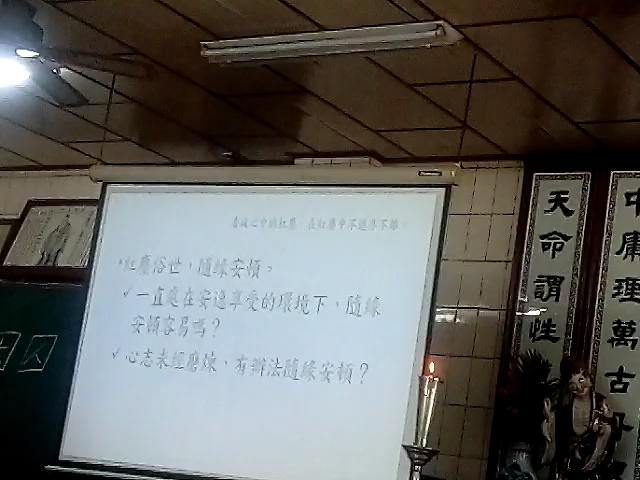 紅塵俗世，隨緣安頓。
✓一直處在安逸享受的環境下，隨緣
安頓容易嗎？
✓心志未經磨煉，有辦法隨緣安頓？
天命謂性
中庸理萬古